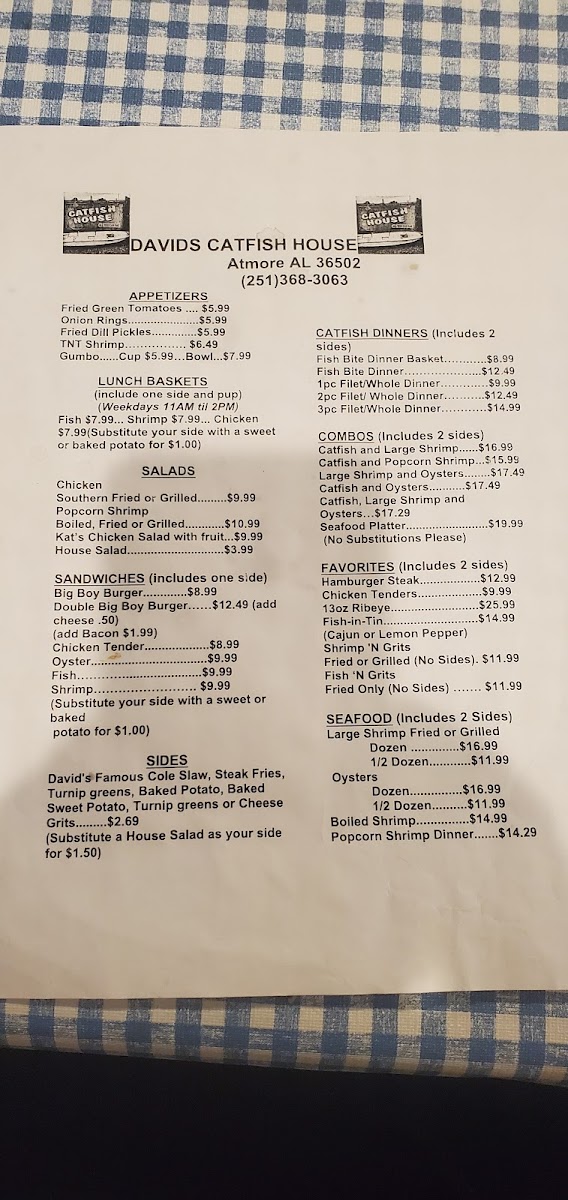 CATFISH
HOUSE
CATFISH
HOUSE
DAVIDS CATFISH HOUSE
Atmore AL 36502
(251)368-3063
APPETIZERS
Fried Green Tomatoes .... $5.99
Onion Rings......................$5.99
Fried Dill Pickles...............$5.99
TNT Shrimp................ $6.49
Gumbo......Cup $5.99...Bowl...$7.99
LUNCH BASKETS
(include one side and pup)
(Weekdays 11AM til 2PM)
Fish $7.99... Shrimp $7.99... Chicken
$7.99(Substitute your side with a sweet
or baked potato for $1.00)
SALADS
Chicken
Southern Fried or Grilled.........$9.99
Popcorn Shrimp
Boiled, Fried or Grilled............$10.99
Kat's Chicken Salad with fruit...$9.99
House Salad..............................$3.99
SANDWICHES (includes one side)
Big Boy Burger.............$8.99
Double Big Boy Burger......$12.49 (add
cheese .50)
(add Bacon $1.99)
Chicken Tender...................$8.99
Oyster...................................$9.99
Fish......................................$9.99
Shrimp........................ $9.99
(Substitute your side with a sweet or
baked
potato for $1.00)
SIDES
David's Famous Cole Slaw, Steak Fries,
Turnip greens, Baked Potato, Baked
Sweet Potato, Turnip greens or Cheese
Grits.........$2.69
(Substitute a House Salad as your side
for $1.50)
CATFISH DINNERS (Includes 2
sides)
Fish Bite Dinner Basket............$8.99
Fish Bite Dinner......................$12.49
1pc Filet/Whole Dinner.............$9.99
2pc Filet/ Whole Dinner...........$12.49
3pc Filet/Whole Dinner............$14.99
COMBOS (Includes 2 sides)
Catfish and Large Shrimp......$16.99
Catfish and Popcorn Shrimp...$15.99
Large Shrimp and Oysters.......$17.49
Catfish and Oysters...........$17.49
Catfish, Large Shrimp and
Oysters...$17.29
Seafood Platter.........................$19.99
(No Substitutions Please)
FAVORITES (Includes 2 sides)
Hamburger Steak..................$12.99
Chicken Tenders...................$9.99
13oz Ribeye...........................$25.99
Fish-in-Tin..............................$14.99
(Cajun or Lemon Pepper)
Shrimp 'N Grits
Fried or Grilled (No Sides). $11.99
Fish 'N Grits
Fried Only (No Sides) ....... $11.99
SEAFOOD (Includes 2 Sides)
Large Shrimp Fried or Grilled
Dozen .............$16.99
1/2 Dozen...........$11.99
Oysters
Dozen..............$16.99
1/2 Dozen..........$11.99
Boiled Shrimp...............$14.99
Popcorn Shrimp Dinner.......$14.29